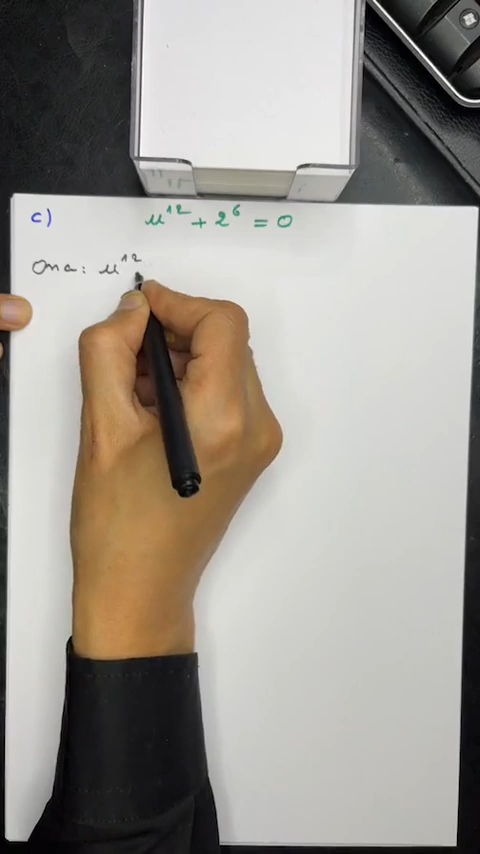 c) u¹² + 2⁶ = 0
On a : u¹²